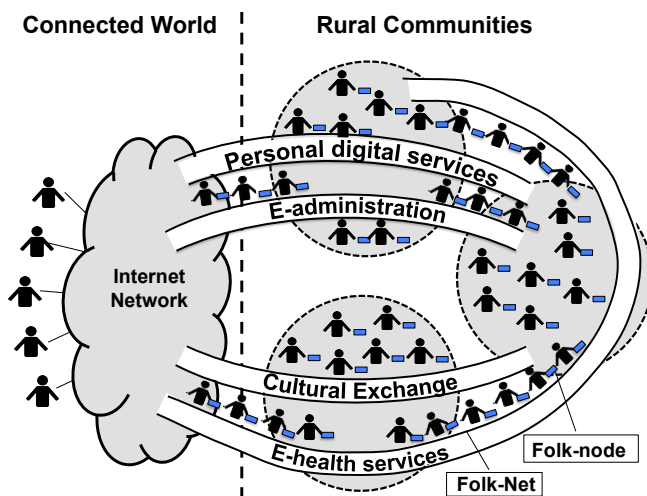 Connected World
Rural Communities
Personal digital services
E-administration
Internet
Network
Cultural Exchange
E-health services
Folk-node
Folk-Net